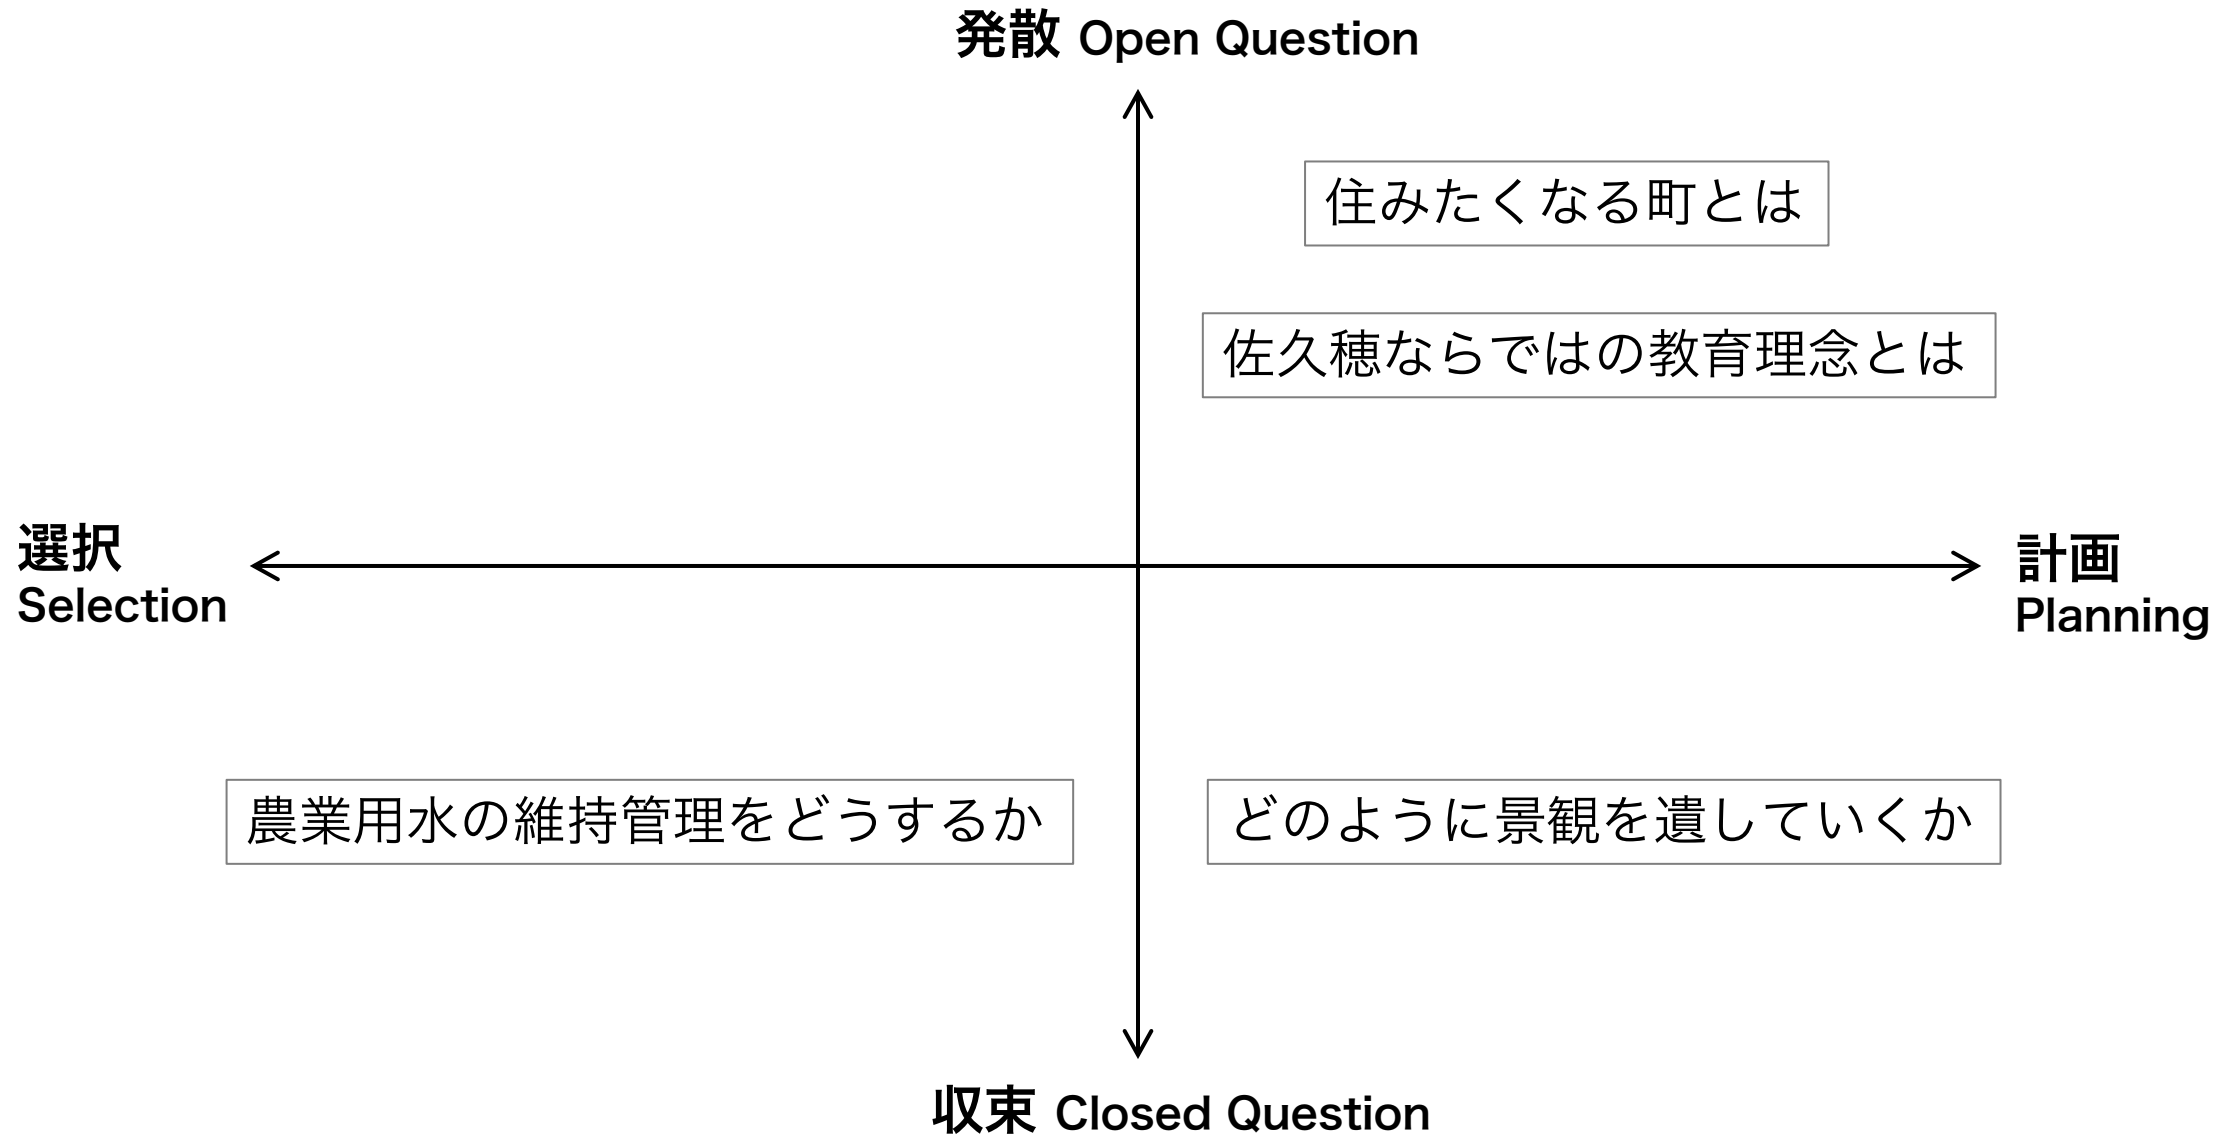 発散 Open Question
住みたくなる町とは
佐久穂ならではの教育理念とは
選択
Selection
計画
Planning
農業用水の維持管理をどうするか
どのように景観を遺していくか
収束 Closed Question